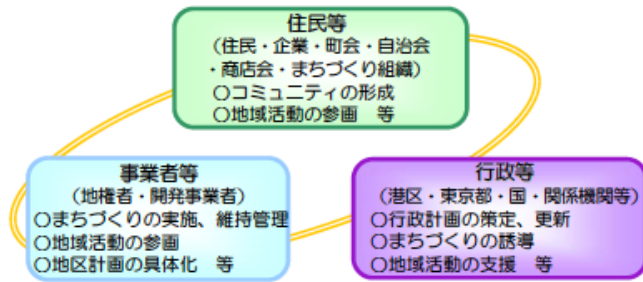 住民等
（住民・企業・町会・自治会
・商店会・まちづくり組織）
○コミュニティの形成
○地域活動の参画　等
事業者等
（地権者・開発事業者）
○まちづくりの実施、維持管理
○地域活動の参画
○地区計画の具体化　等
行政等
（港区・東京都・国・関係機関等）
○行政計画の策定、更新
○まちづくりの誘導
○地域活動の支援　等